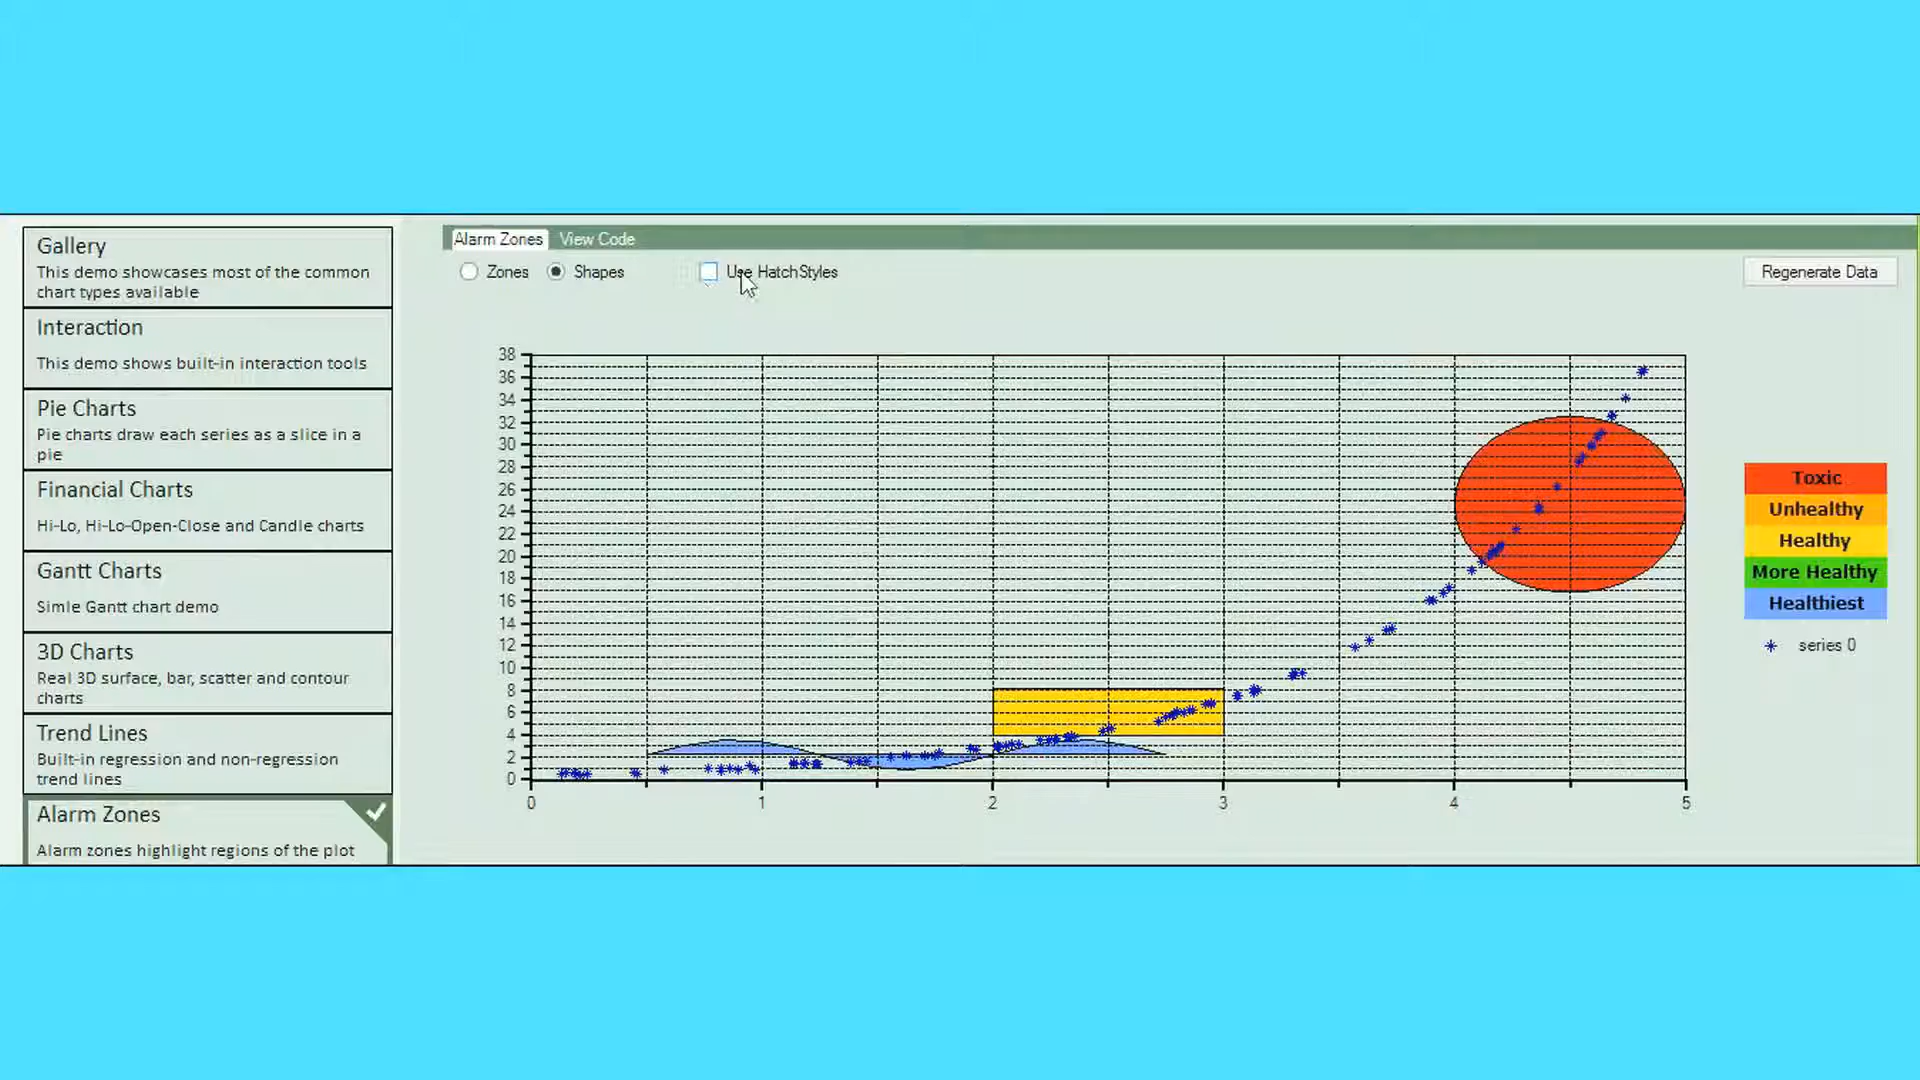 Gallery
This demo showcases most of the common
chart types available
Interaction
This demo shows built-in interaction tools
Pie Charts
Pie charts draw each series as a slice in a
pie
Financial Charts
Hi-Lo, Hi-Lo-Open-Close and Candle charts
Gantt Charts
Simle Gantt chart demo
3D Charts
Real 3D surface, bar, scatter and contour
charts
Trend Lines
Built-in regression and non-regression
trend lines
Alarm Zones
Alarm zones highlight regions of the plot
Alarm Zones View Code
Zones Shapes Use HatchStyles Regenerate Data
38
36
34
32
30
28
26
24
22
20
18
16
14
12
10
8
6
4
2
0
0 1 2 3 4 5
Toxic
Unhealthy
Healthy
More Healthy
Healthiest
series 0